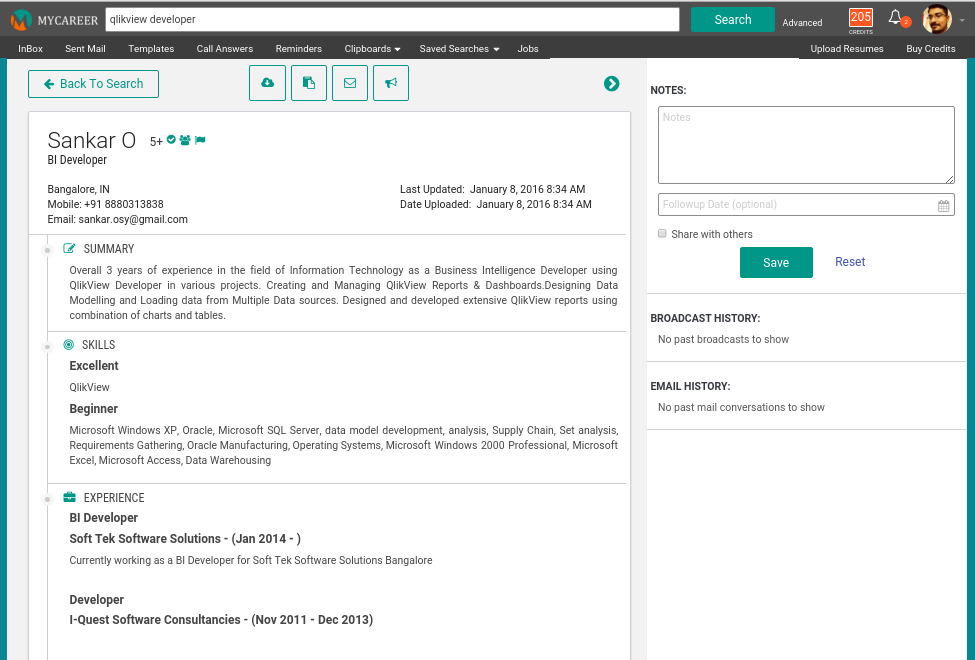 MYCAREER
qlikview developer
Search
Advanced
205
CREDITS
2
InBox
Sent Mail
Templates
Call Answers
Reminders
Clipboards
Saved Searches
Jobs
Upload Resumes
Buy Credits
Back To Search
Sankar O 5+
BI Developer
Bangalore, IN
Mobile: +91 8880313838
Email: sankar.osy@gmail.com
Last Updated: January 8, 2016 8:34 AM
Date Uploaded: January 8, 2016 8:34 AM
SUMMARY
Overall 3 years of experience in the field of Information Technology as a Business Intelligence Developer using
QlikView Developer in various projects. Creating and Managing QlikView Reports & Dashboards.Designing Data
Modelling and Loading data from Multiple Data sources. Designed and developed extensive QlikView reports using
combination of charts and tables.
SKILLS
Excellent
QlikView
Beginner
Microsoft Windows XP, Oracle, Microsoft SQL Server, data model development, analysis, Supply Chain, Set analysis,
Requirements Gathering, Oracle Manufacturing, Operating Systems, Microsoft Windows 2000 Professional, Microsoft
Excel, Microsoft Access, Data Warehousing
EXPERIENCE
BI Developer
Soft Tek Software Solutions - (Jan 2014 - )
Currently working as a BI Developer for Soft Tek Software Solutions Bangalore
Developer
I-Quest Software Consultancies - (Nov 2011 - Dec 2013)
NOTES:
Notes
Followup Date (optional)
Share with others
Save
Reset
BROADCAST HISTORY:
No past broadcasts to show
EMAIL HISTORY:
No past mail conversations to show